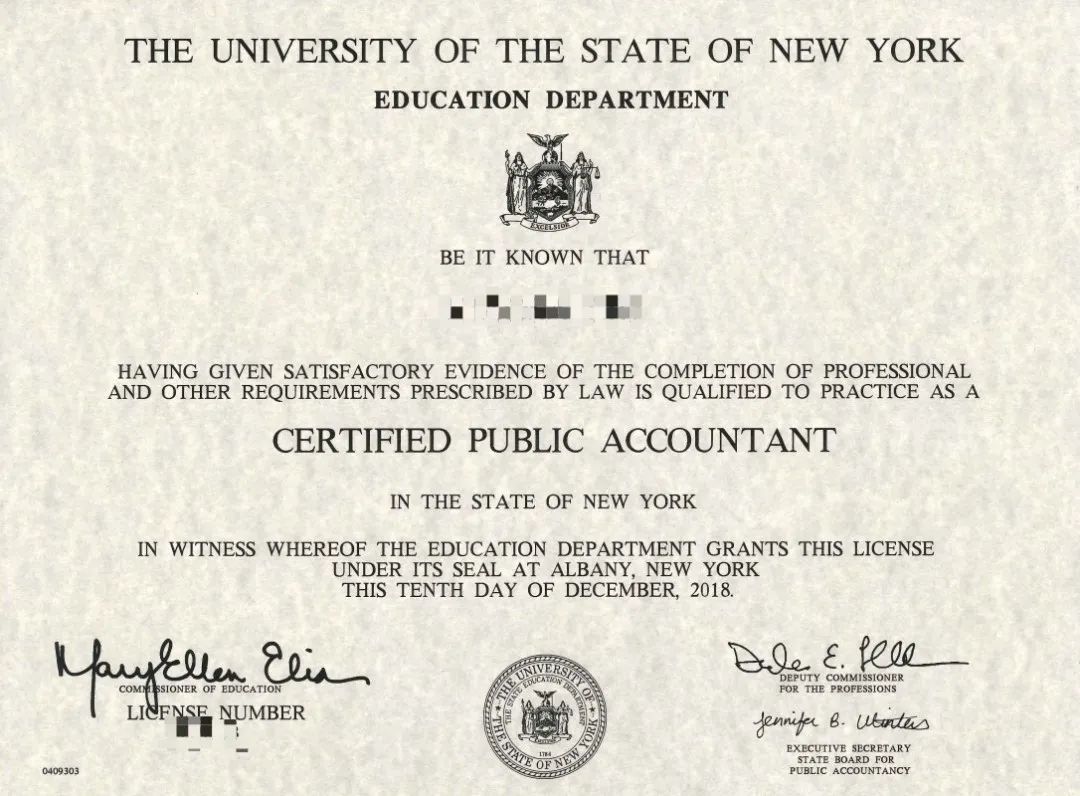 THE UNIVERSITY OF THE STATE OF NEW YORK
EDUCATION DEPARTMENT
EXCELSIOR
BE IT KNOWN THAT
HAVING GIVEN SATISFACTORY EVIDENCE OF THE COMPLETION OF PROFESSIONAL
AND OTHER REQUIREMENTS PRESCRIBED BY LAW IS QUALIFIED TO PRACTICE AS A
CERTIFIED PUBLIC ACCOUNTANT
IN THE STATE OF NEW YORK
IN WITNESS WHEREOF THE EDUCATION DEPARTMENT GRANTS THIS LICENSE
UNDER ITS SEAL AT ALBANY, NEW YORK
THIS TENTH DAY OF DECEMBER, 2018.
MaryEllen Elia
COMMISSIONER OF EDUCATION
LICENSE NUMBER
0409303
THE UNIVERSITY OF
THE STATE OF NEW YORK
THE STATE EDUCATION DEPARTMENT
1784
E.
DEPUTY COMMISSIONER
FOR THE PROFESSIONS
Jennifer B. Winters
EXECUTIVE SECRETARY
STATE BOARD FOR
PUBLIC ACCOUNTANCY